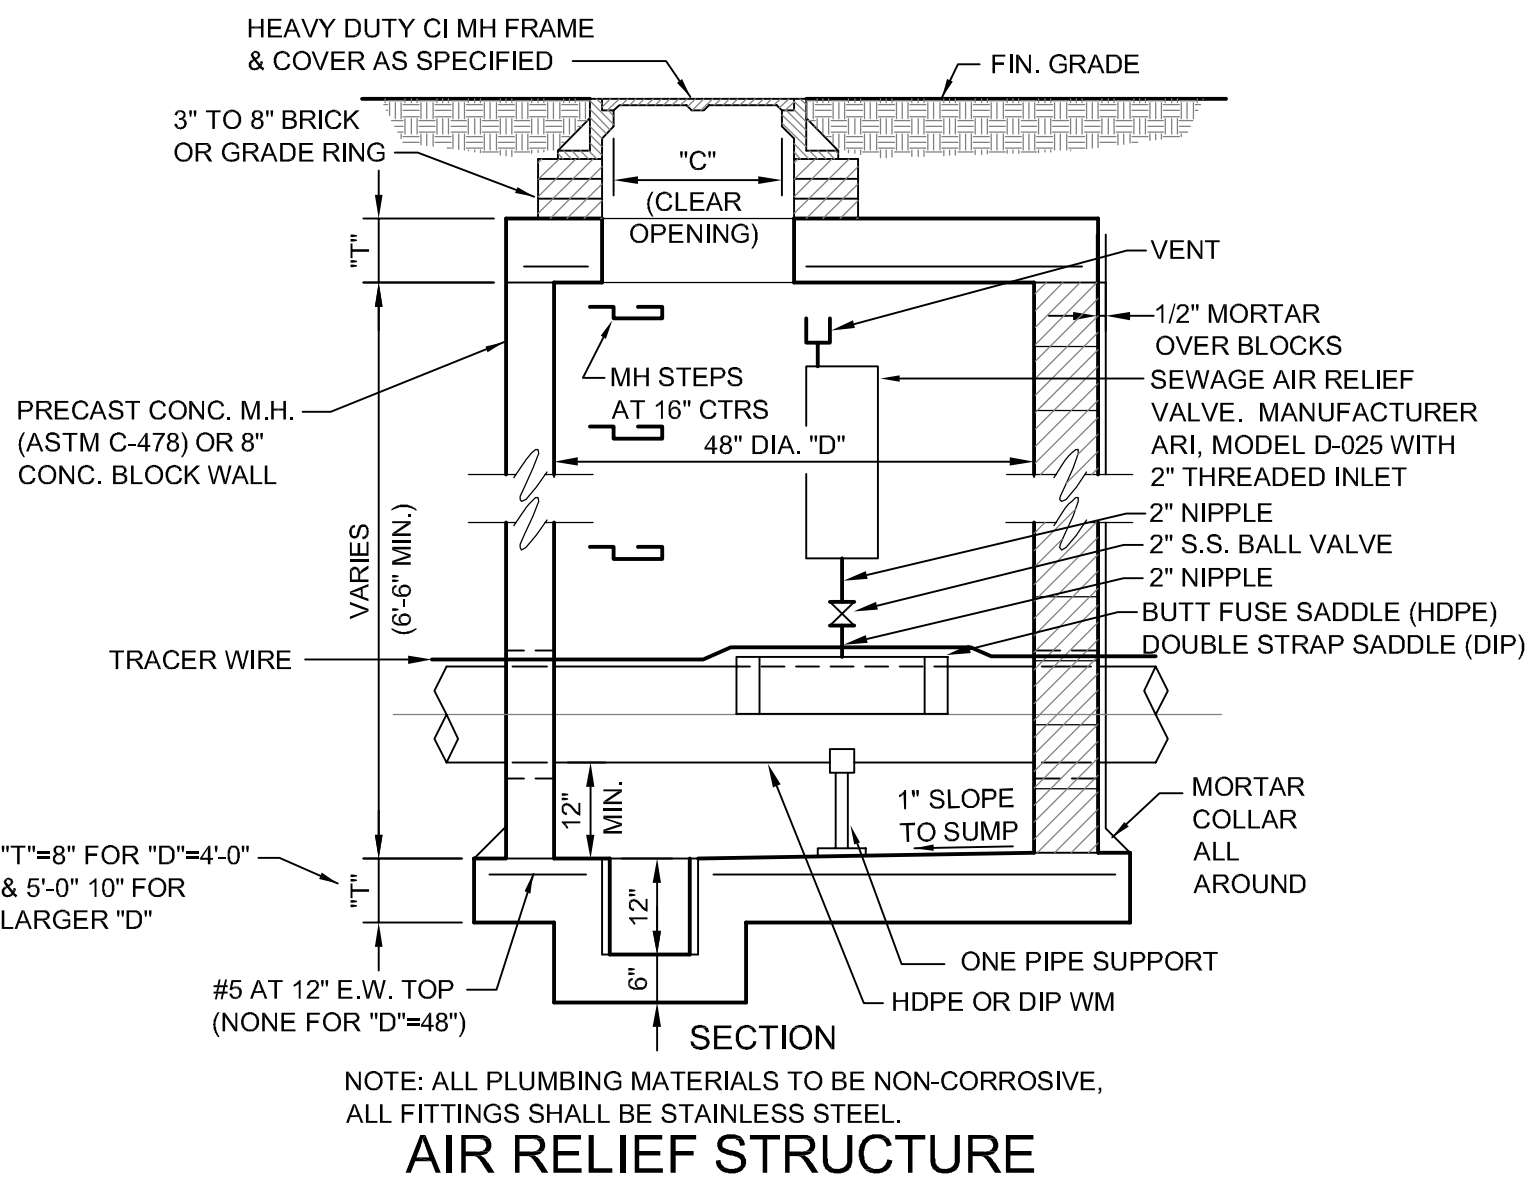 HEAVY DUTY CI MH FRAME
& COVER AS SPECIFIED
FIN. GRADE
3" TO 8" BRICK
OR GRADE RING
"C"
(CLEAR
OPENING)
"T"
VENT
1/2" MORTAR
OVER BLOCKS
MH STEPS
AT 16" CTRS
SEWAGE AIR RELIEF
VALVE. MANUFACTURER
ARI, MODEL D-025 WITH
2" THREADED INLET
PRECAST CONC. M.H.
(ASTM C-478) OR 8"
CONC. BLOCK WALL
48" DIA. "D"
VARIES
(6'-6" MIN.)
2" NIPPLE
2" S.S. BALL VALVE
2" NIPPLE
BUTT FUSE SADDLE (HDPE)
DOUBLE STRAP SADDLE (DIP)
TRACER WIRE
12"
MIN.
1" SLOPE
TO SUMP
MORTAR
COLLAR
ALL
AROUND
"T"=8" FOR "D"=4'-0"
& 5'-0" 10" FOR
LARGER "D"
"T"
12"
6"
#5 AT 12" E.W. TOP
(NONE FOR "D"=48")
ONE PIPE SUPPORT
HDPE OR DIP WM
SECTION
NOTE: ALL PLUMBING MATERIALS TO BE NON-CORROSIVE,
ALL FITTINGS SHALL BE STAINLESS STEEL.
AIR RELIEF STRUCTURE